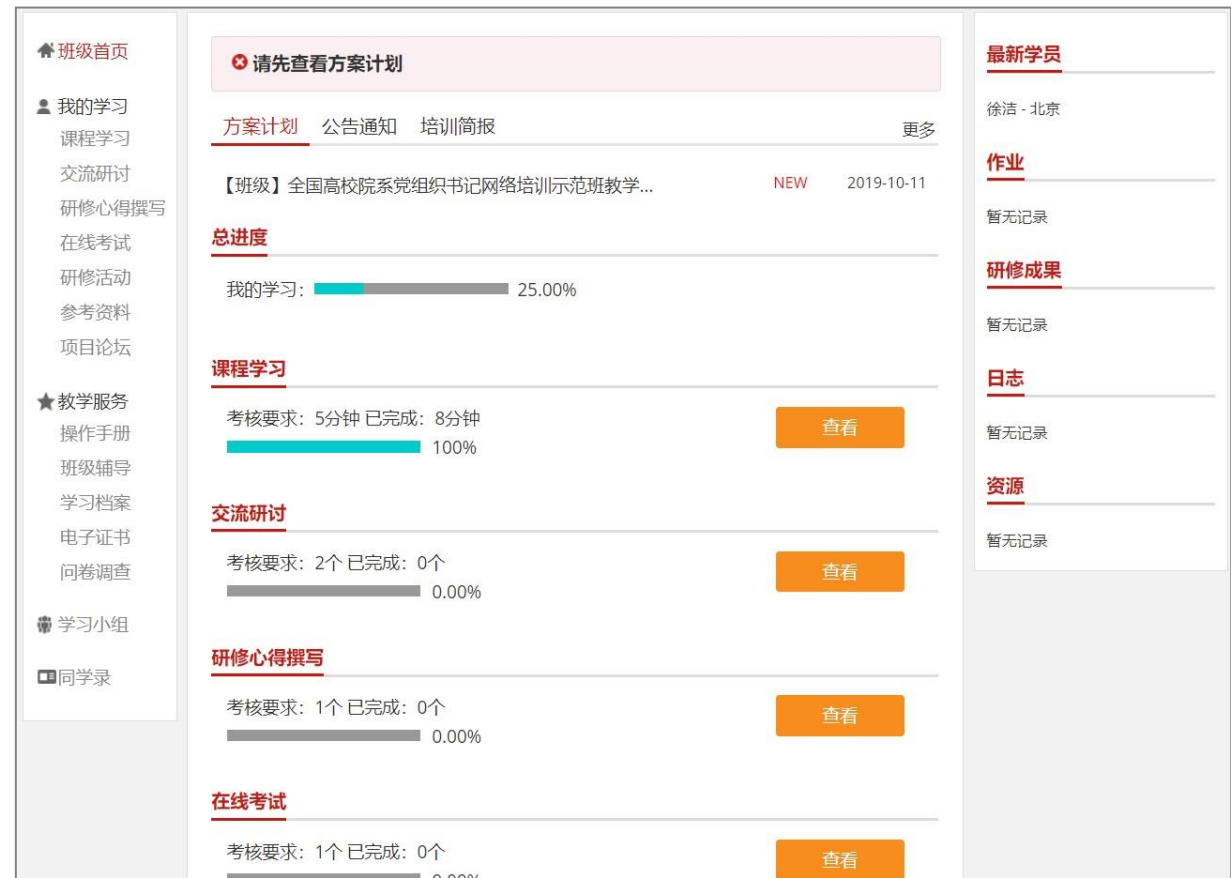 班级首页
我的学习
课程学习
交流研讨
研修心得撰写
在线考试
研修活动
参考资料
项目论坛
教学服务
操作手册
班级辅导
学习档案
电子证书
问卷调查
学习小组
同学录
请先查看方案计划
方案计划 公告通知 培训简报 更多
【班级】全国高校院系党组织书记网络培训示范班教学... NEW 2019-10-11
总进度
我的学习: 25.00%
课程学习
考核要求: 5分钟 已完成: 8分钟 查看
100%
交流研讨
考核要求: 2个 已完成: 0个 查看
0.00%
研修心得撰写
考核要求: 1个 已完成: 0个 查看
0.00%
在线考试
考核要求: 1个 已完成: 0个 查看
0.00%
最新学员
徐洁 - 北京
作业
暂无记录
研修成果
暂无记录
日志
暂无记录
资源
暂无记录